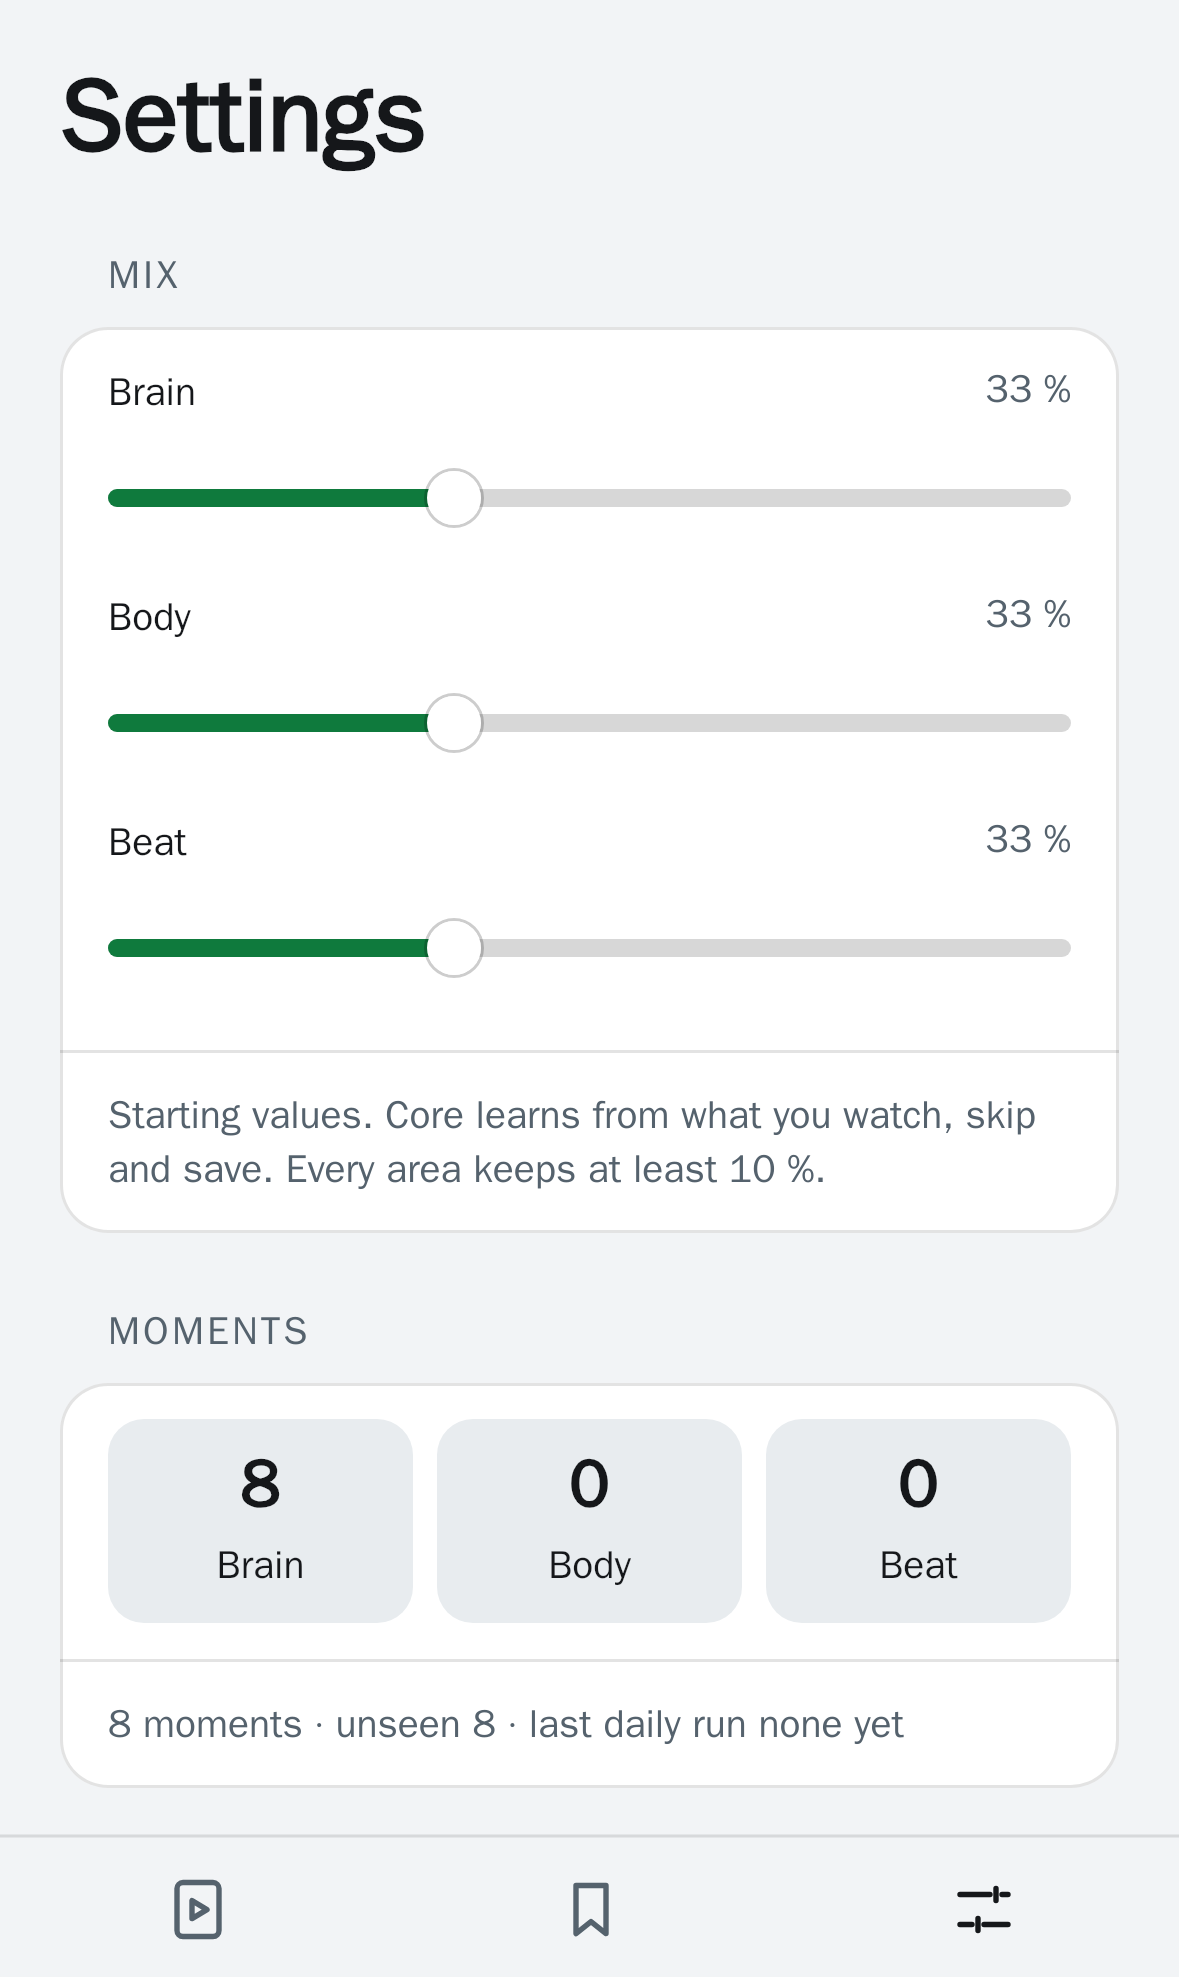 Settings
MIX
Brain 33 %
Body 33 %
Beat 33 %
Starting values. Core learns from what you watch, skip
and save. Every area keeps at least 10 %.
MOMENTS
8 0 0
Brain Body Beat
8 moments · unseen 8 · last daily run none yet